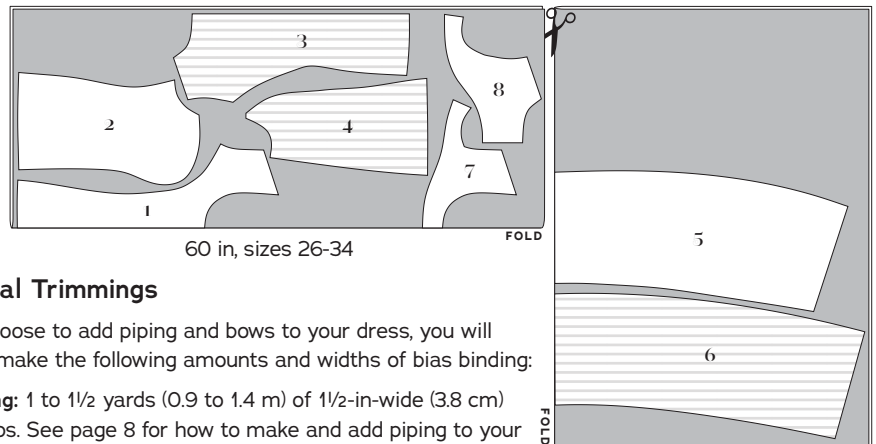 3
8
2
4
7
1
FOLD
60 in, sizes 26-34
al Trimmings
oose to add piping and bows to your dress, you will
make the following amounts and widths of bias binding:
g: 1 to 1½ yards (0.9 to 1.4 m) of 1½-in-wide (3.8 cm)
os. See page 8 for how to make and add piping to your
5
6
FOLD